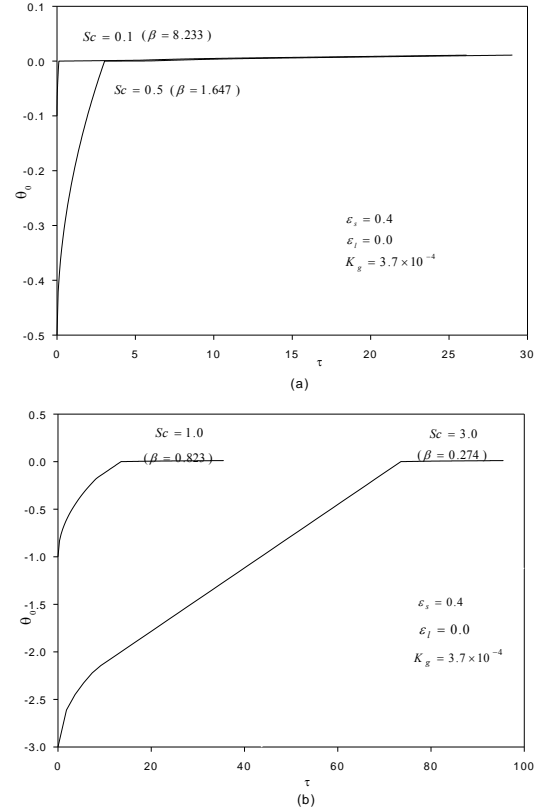 0.1
Sc = 0.1 (β = 8.233)
0.0
Sc = 0.5 (β = 1.647)
-0.1
-0.2
θ₀
-0.3
εₛ = 0.4
εₗ = 0.0
K_g = 3.7×10⁻⁴
-0.4
-0.5
0 5 10 15 20 25 30
τ
(a)
0.5
Sc = 1.0 Sc = 3.0
0.0 (β = 0.823) (β = 0.274)
-0.5
-1.0
-1.5
θ₀
εₛ = 0.4
εₗ = 0.0
-2.0
K_g = 3.7×10⁻⁴
-2.5
-3.0
0 20 40 60 80 100
τ
(b)